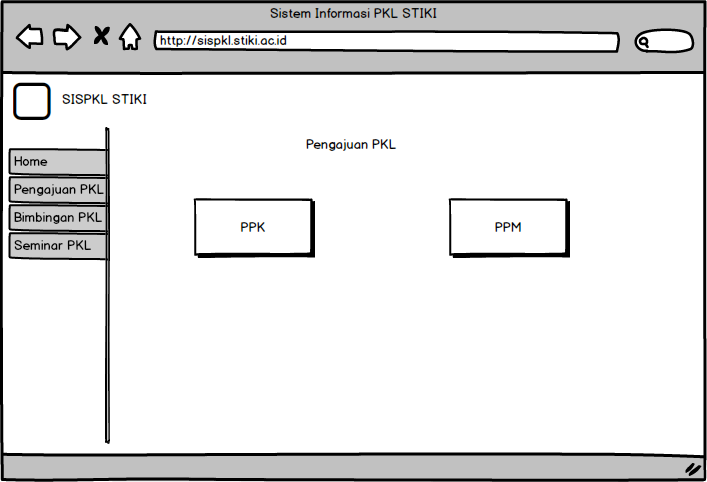 Sistem Informasi PKL STIKI
http://sispkl.stiki.ac.id
SISPKL STIKI
Pengajuan PKL
Home
Pengajuan PKL
Bimbingan PKL
Seminar PKL
PPK
PPM